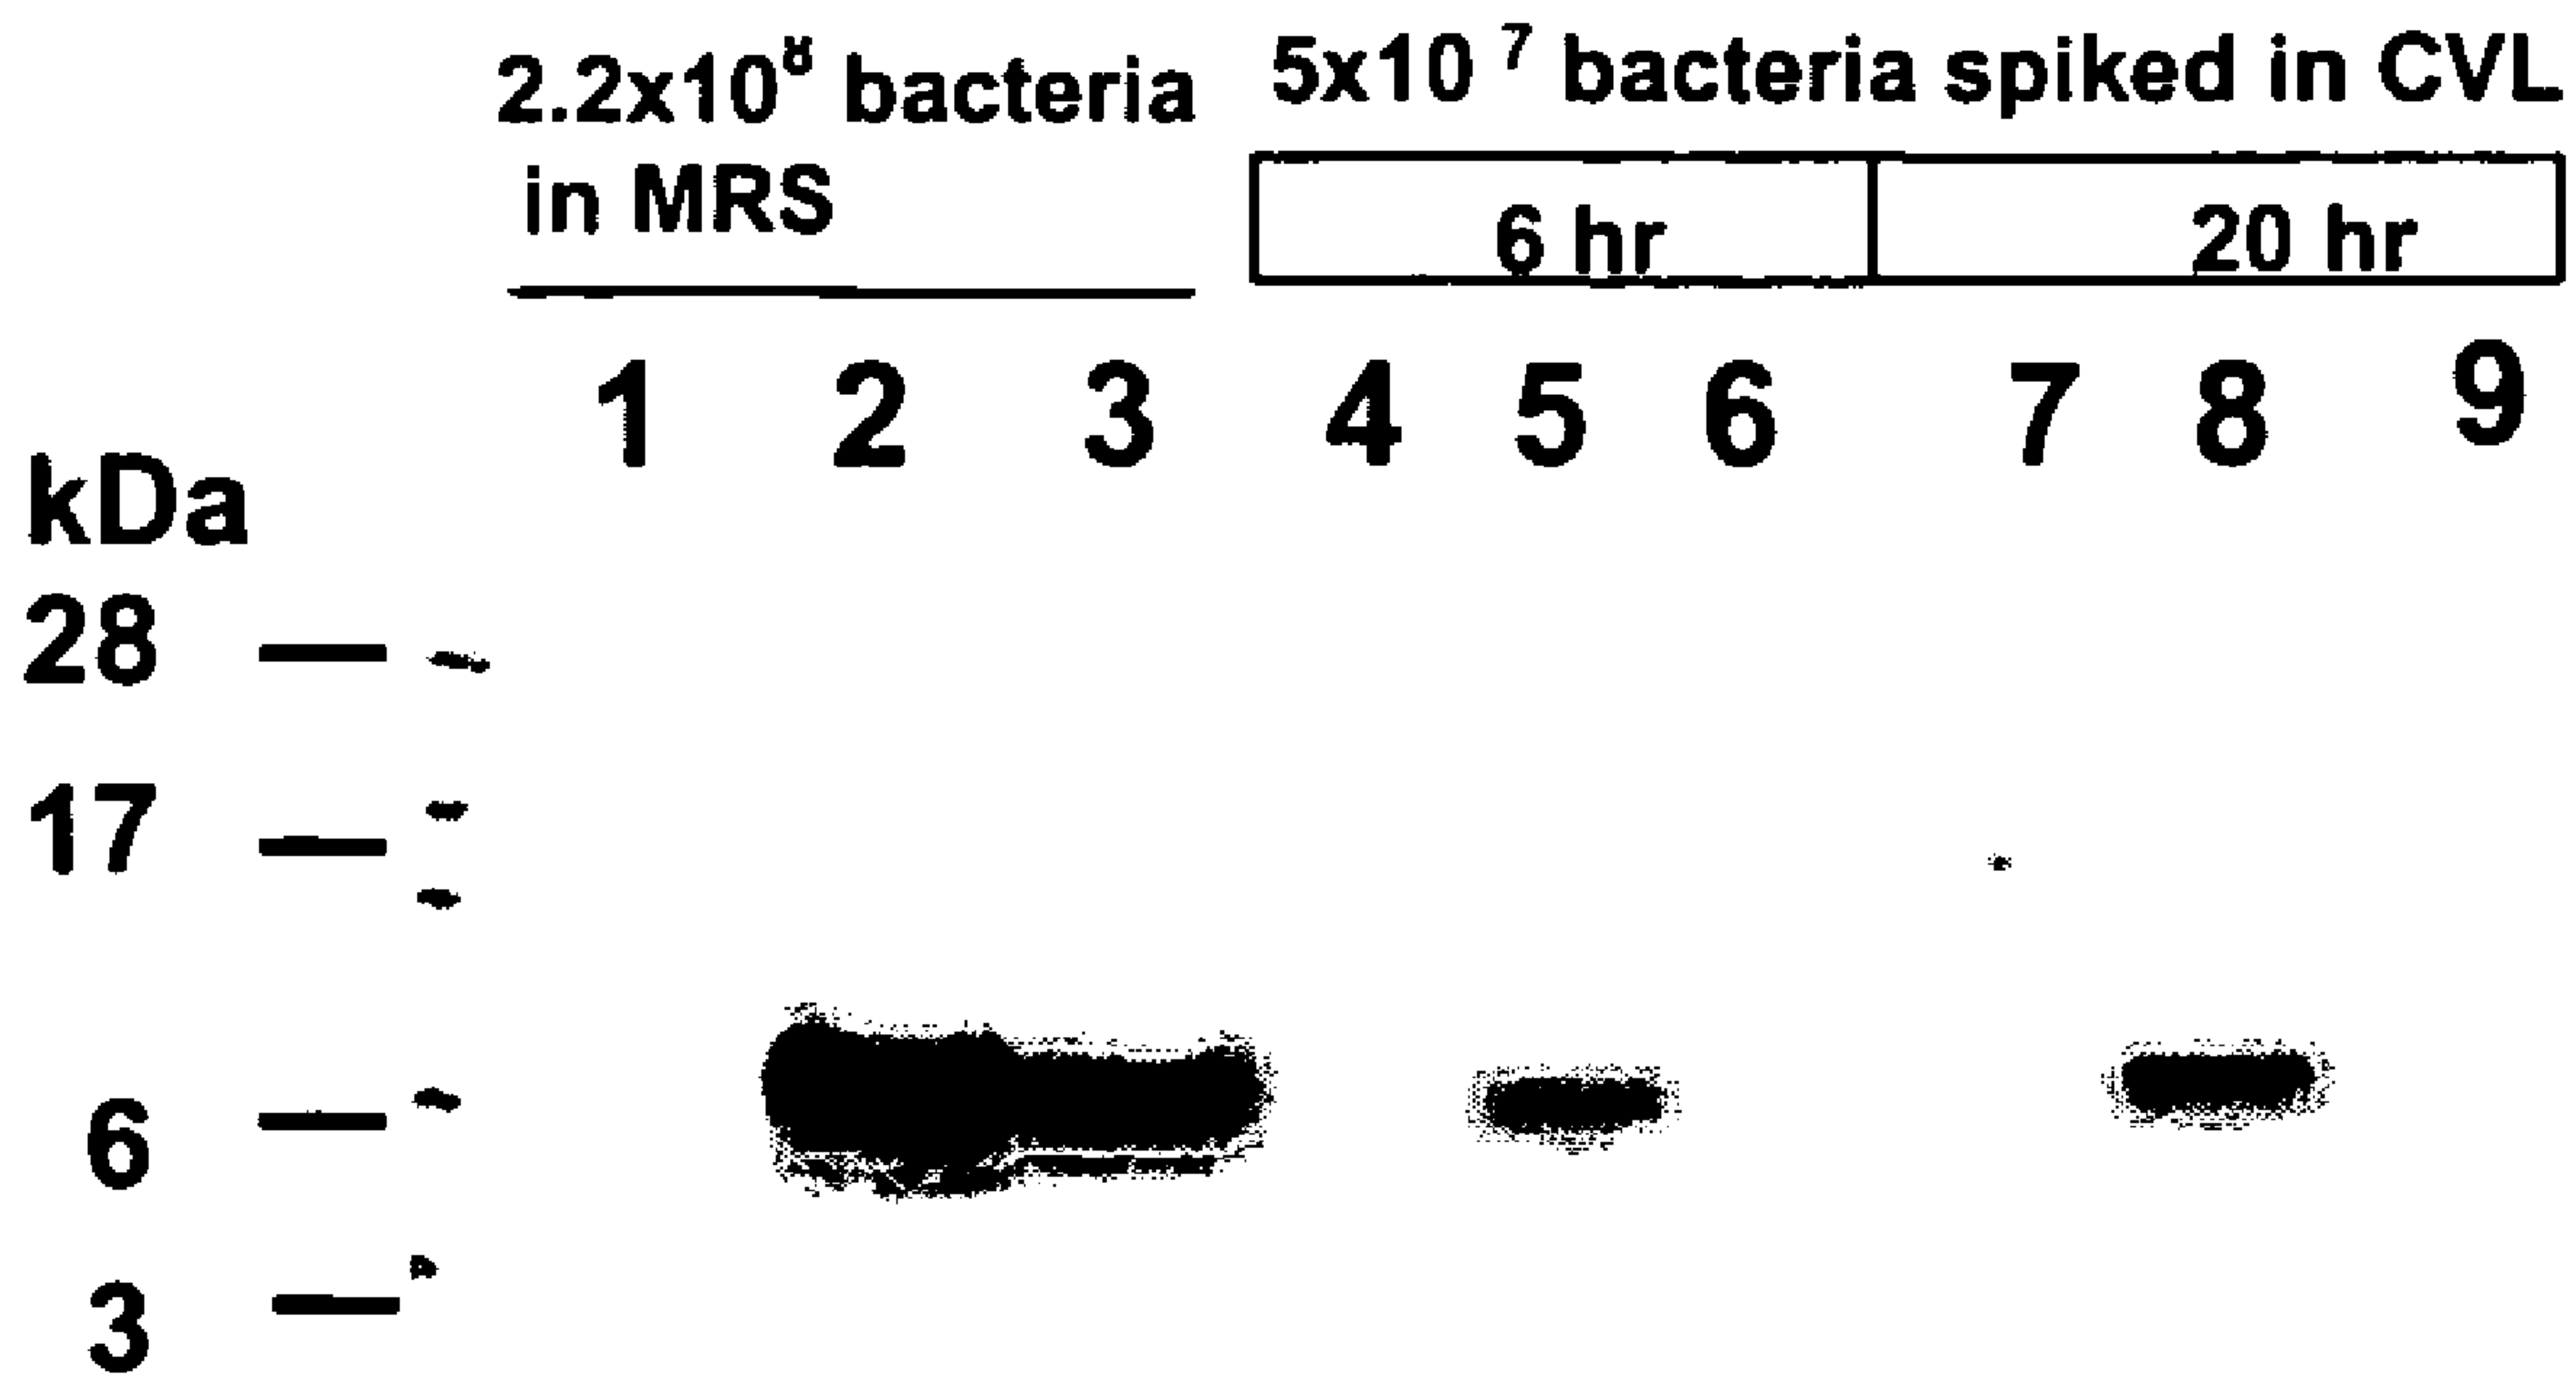 2.2x10⁸ bacteria
in MRS
5x10 ⁷ bacteria spiked in CVL
6 hr 20 hr
1 2 3 4 5 6 7 8 9
kDa
28
17
6
3